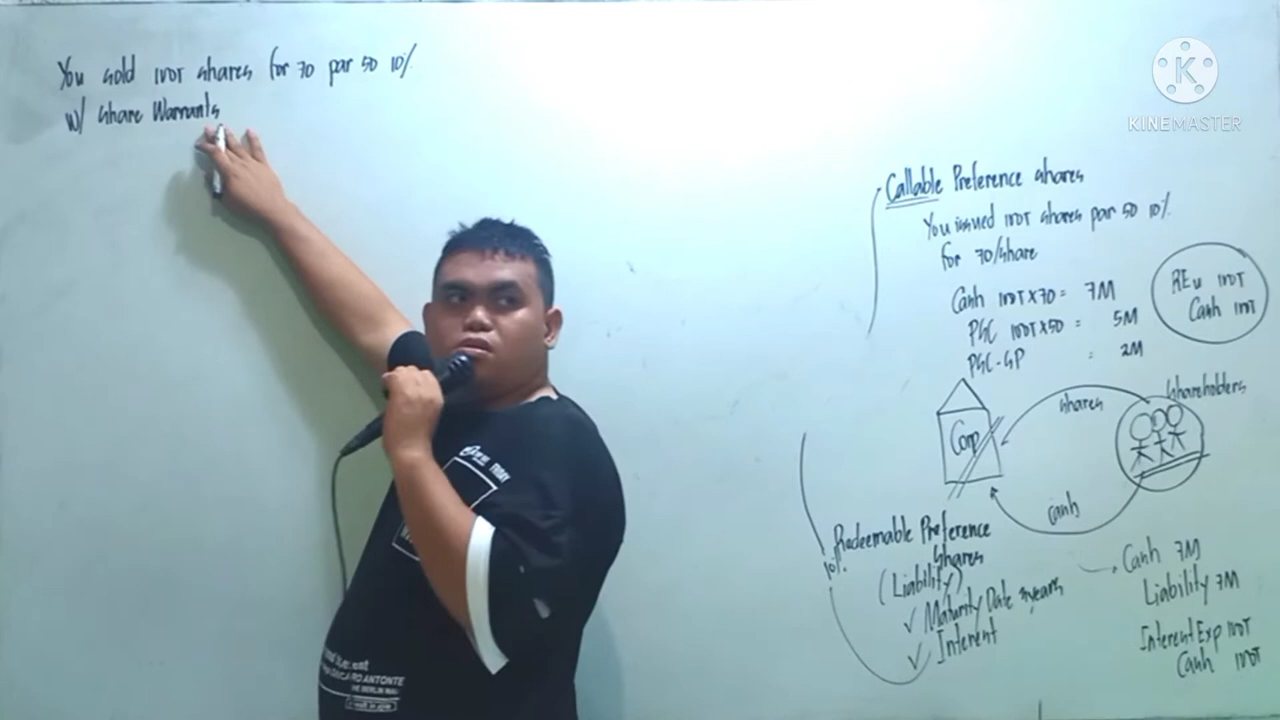 You sold 100T shares for 70 par 50 10%
w/ share Warrants
KINEMASTER
Callable Preference shares
You issued 100T shares par 50 10%
for 70/share
Cash 100T x 70 = 7M
PSC 100T x 50 = 5M
PSC-SP : 2M
REu 100T
Cash 100T
Corp
shares
shareholders
cash
Redeemable Preference
shares
10%
(Liability)
✓ Maturity Date 3years
✓ Interest
Cash 7M
Liability 7M
Interest Exp 100T
Cash 100T